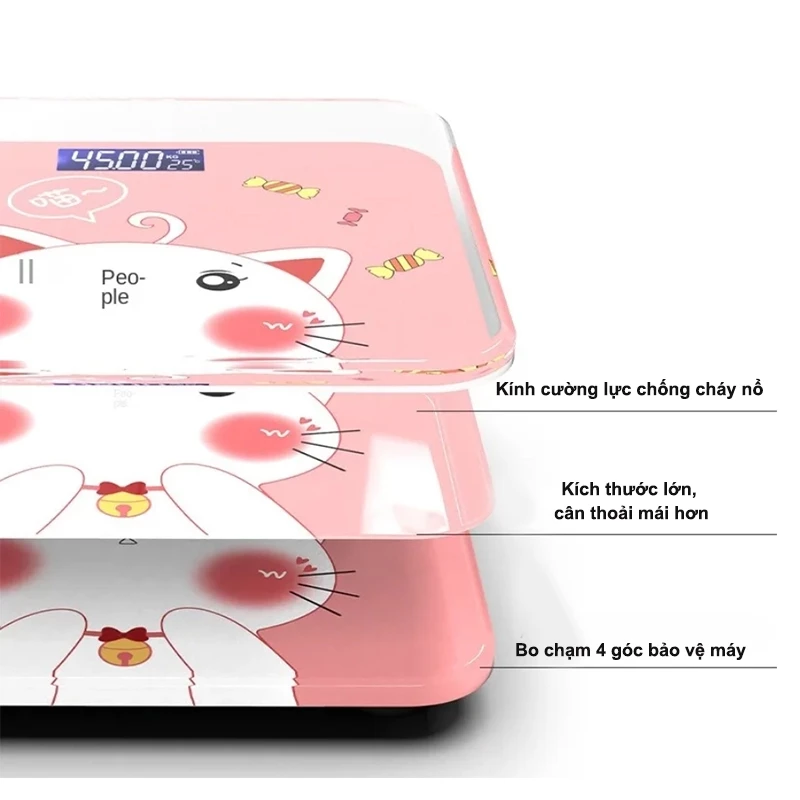 45.00 KG
25°C
喵~
Peo-
ple
Kính cường lực chống cháy nổ
Kích thước lớn,
cân thoải mái hơn
Bo chạm 4 góc bảo vệ máy